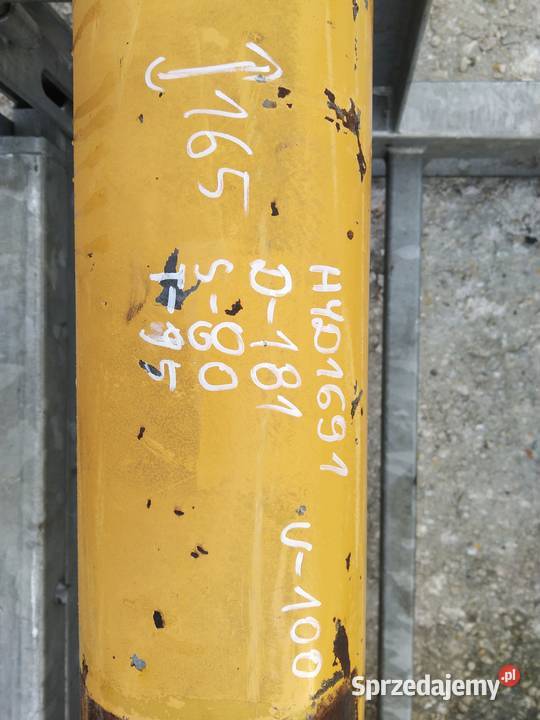 HYD1691 U-100
D-181
S-80
T-95
↕165
Sprzedajemy.pl